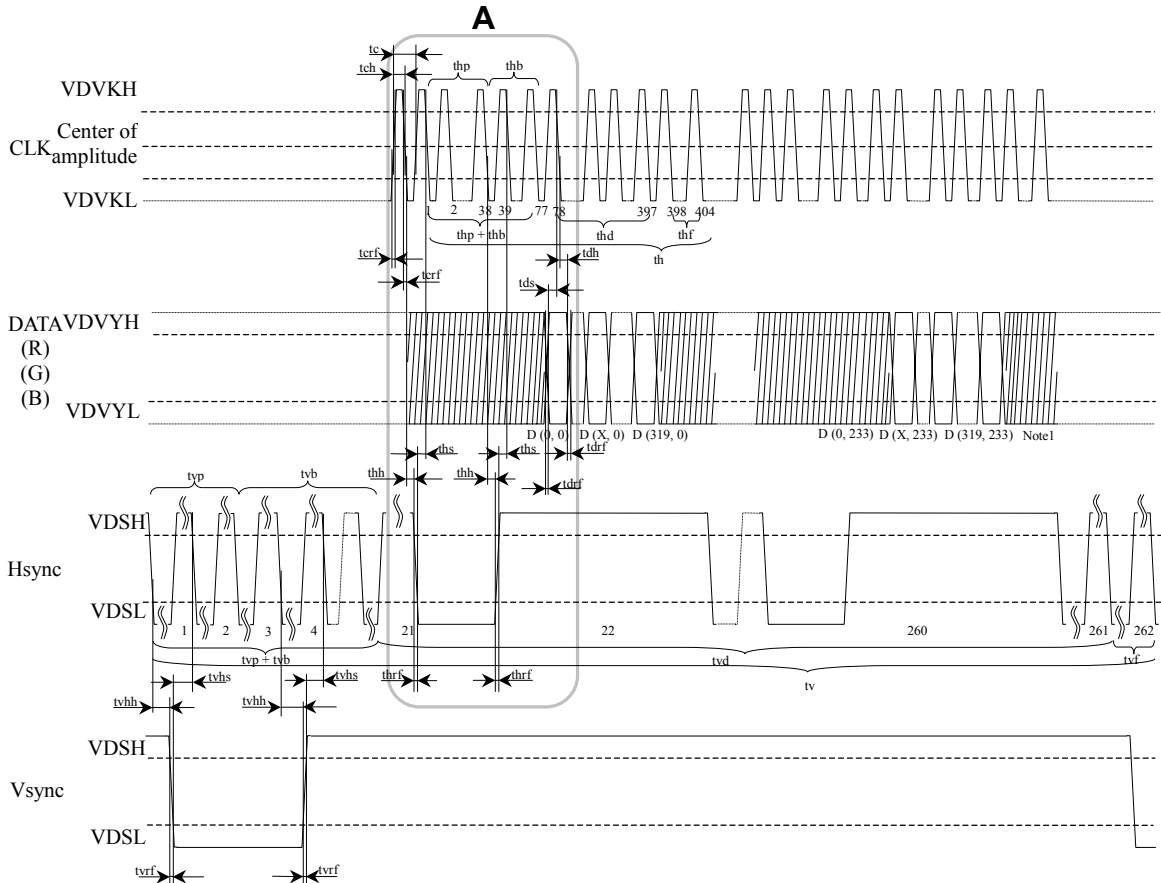 A
tc
tch
thp
thb
VDVKH
CLK
Center of
amplitude
VDVKL
1 2 38 39 77 78 397 398 404
thp + thb
thd
thf
th
tcrf
tcrf
tdh
tds
DATA
(R)
(G)
(B)
VDVYH
VDVYL
D (0, 0) D (X, 0) D (319, 0) D (0, 233) D (X, 233) D (319, 233) Note1
ths
ths
tdrf
thh
thh
tdrf
tvp
tvb
Hsync
VDSH
VDSL
1 2 3 4 21 22 260 261 262
tvp + tvb
tvd
tvf
tv
tvhs
tvhs
thrf
thrf
tvhh
tvhh
Vsync
VDSH
VDSL
tvrf
tvrf